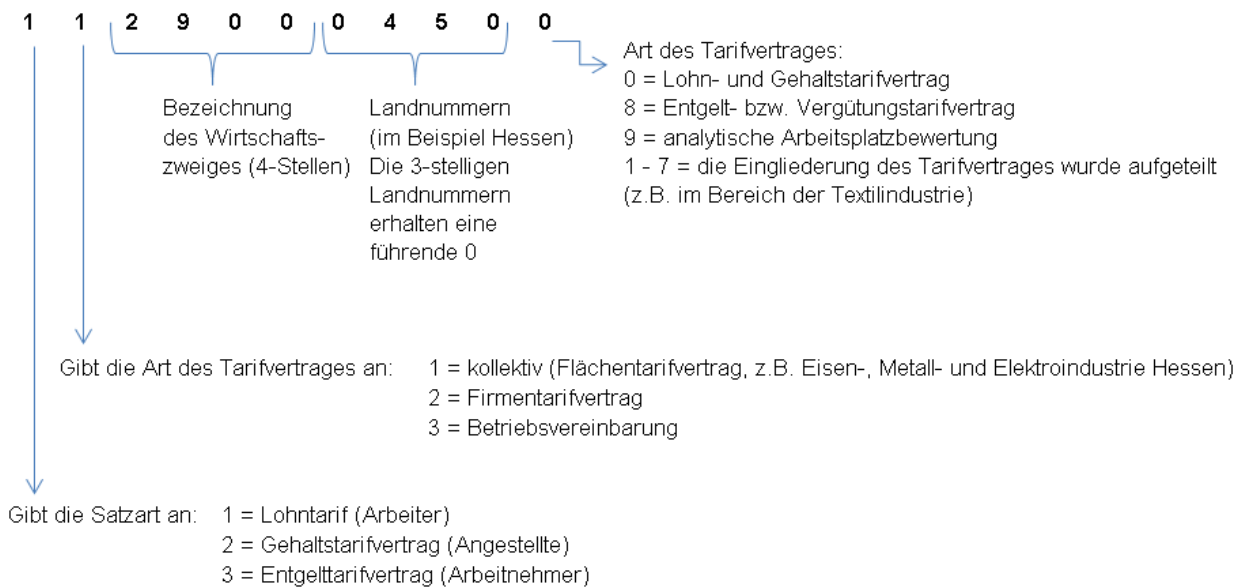 1 1 2 9 0 0 0 4 5 0 0
Bezeichnung
des Wirtschafts-
zweiges (4-Stellen)
Landnummern
(im Beispiel Hessen)
Die 3-stelligen
Landnummern
erhalten eine
führende 0
Art des Tarifvertrages:
0 = Lohn- und Gehaltstarifvertrag
8 = Entgelt- bzw. Vergütungstarifvertrag
9 = analytische Arbeitsplatzbewertung
1 - 7 = die Eingliederung des Tarifvertrages wurde aufgeteilt
(z.B. im Bereich der Textilindustrie)
Gibt die Art des Tarifvertrages an: 1 = kollektiv (Flächentarifvertrag, z.B. Eisen-, Metall- und Elektroindustrie Hessen)
2 = Firmentarifvertrag
3 = Betriebsvereinbarung
Gibt die Satzart an: 1 = Lohntarif (Arbeiter)
2 = Gehaltstarifvertrag (Angestellte)
3 = Entgelttarifvertrag (Arbeitnehmer)